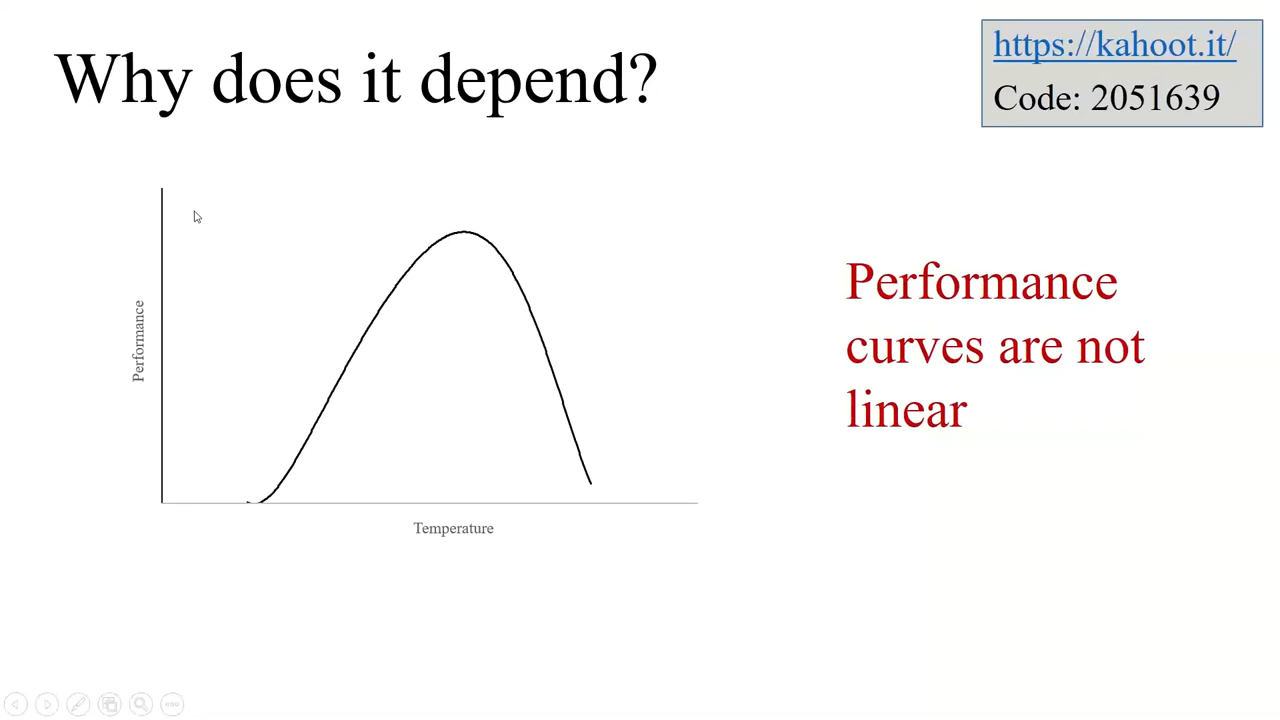 Why does it depend?
https://kahoot.it/
Code: 2051639
Performance
Temperature
Performance
curves are not
linear